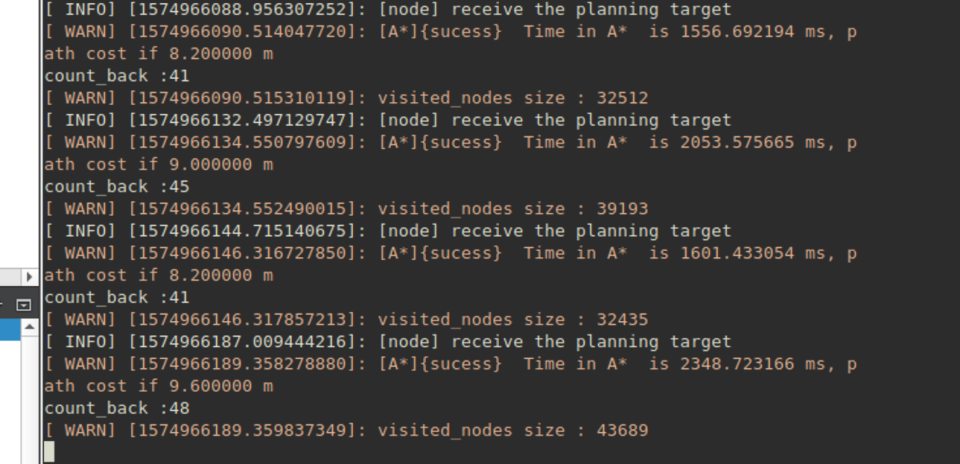 [ INFO] [1574966088.956307252]: [node] receive the planning target
[ WARN] [1574966090.514047720]: [A*]{sucess}  Time in A*  is 1556.692194 ms, p
ath cost if 8.200000 m
count_back :41
[ WARN] [1574966090.515310119]: visited_nodes size : 32512
[ INFO] [1574966132.497129747]: [node] receive the planning target
[ WARN] [1574966134.550797609]: [A*]{sucess}  Time in A*  is 2053.575665 ms, p
ath cost if 9.000000 m
count_back :45
[ WARN] [1574966134.552490015]: visited_nodes size : 39193
[ INFO] [1574966144.715140675]: [node] receive the planning target
[ WARN] [1574966146.316727850]: [A*]{sucess}  Time in A*  is 1601.433054 ms, p
ath cost if 8.200000 m
count_back :41
[ WARN] [1574966146.317857213]: visited_nodes size : 32435
[ INFO] [1574966187.009444216]: [node] receive the planning target
[ WARN] [1574966189.358278880]: [A*]{sucess}  Time in A*  is 2348.723166 ms, p
ath cost if 9.600000 m
count_back :48
[ WARN] [1574966189.359837349]: visited_nodes size : 43689